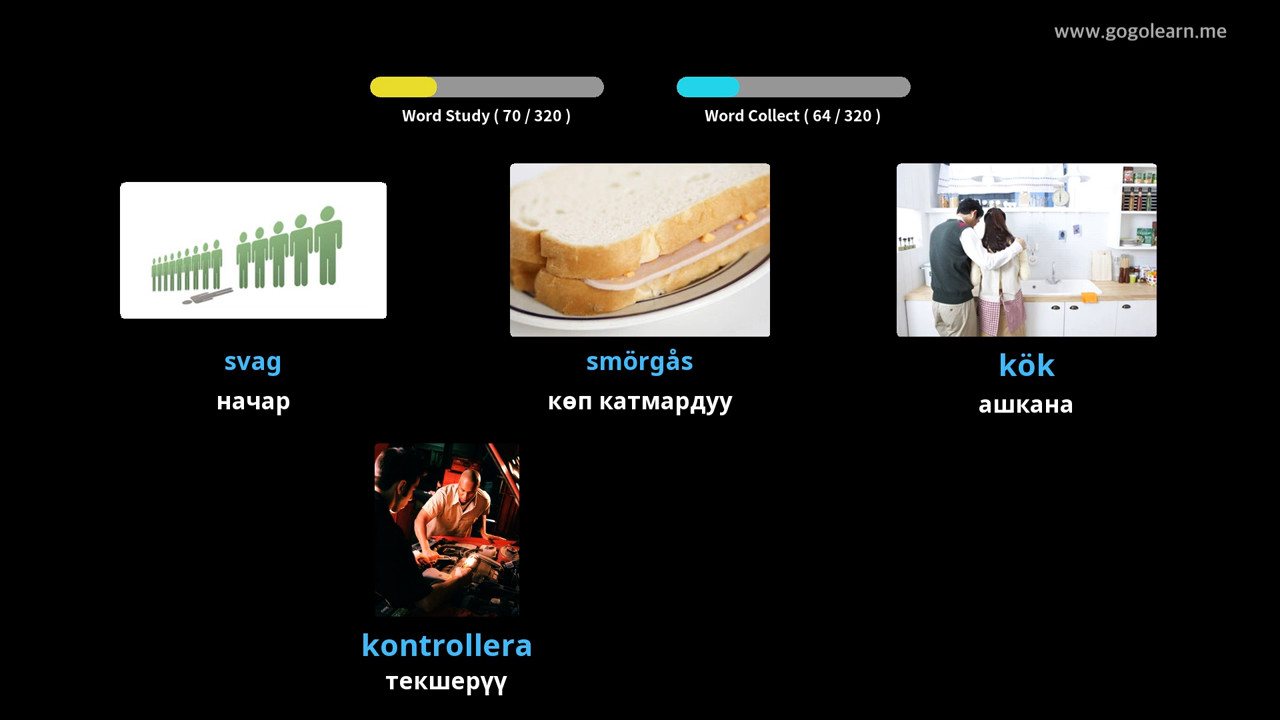 www.gogolearn.me
Word Study ( 70 / 320 )
Word Collect ( 64 / 320 )
svag
начар
smörgås
көп катмардуу
kök
ашкана
kontrollera
текшерүү